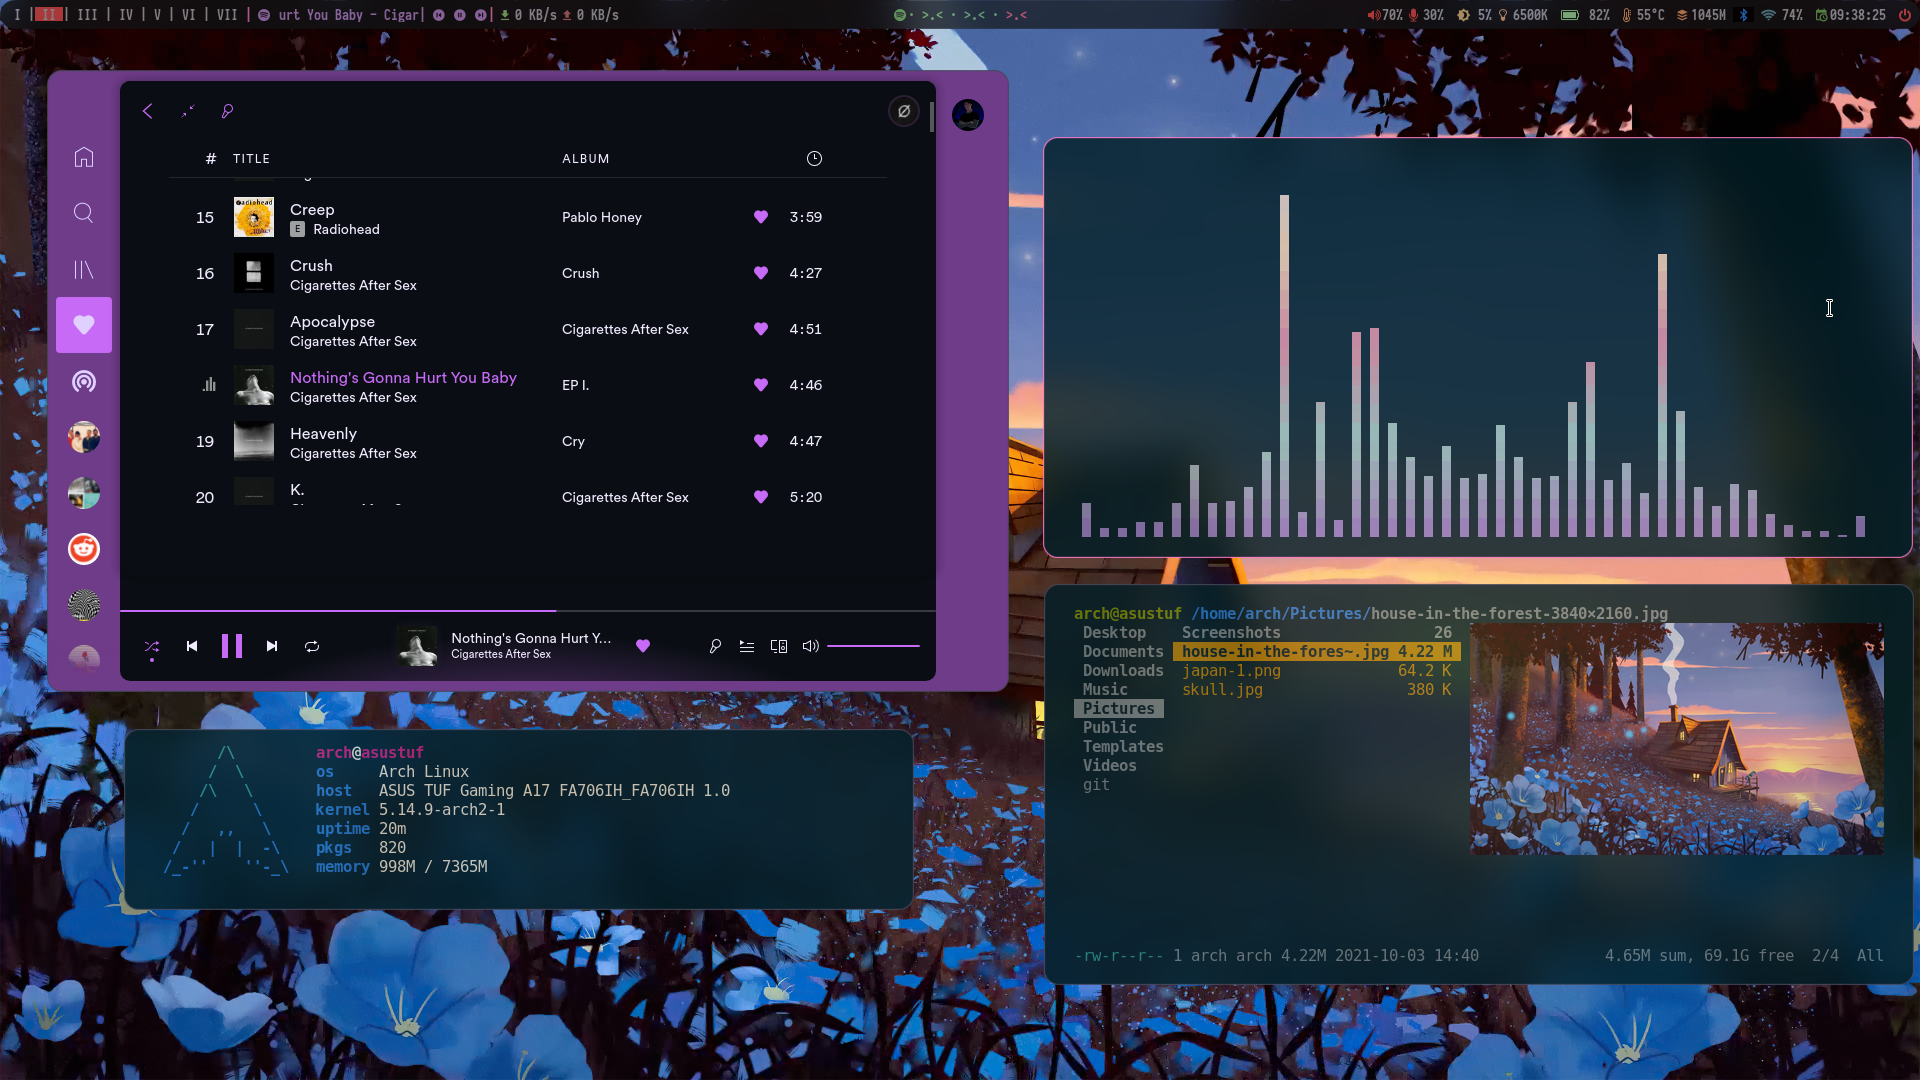 I | II | III | IV | V | VI | VII | urt You Baby - Cigar| | 0 KB/s 0 KB/s
· >.< · >.< · >.<
70% 30% 5% 6500K 82% 55°C 1045M 74% 09:38:25
# TITLE ALBUM
15 Creep Pablo Honey 3:59
E Radiohead
16 Crush Crush 4:27
Cigarettes After Sex
17 Apocalypse Cigarettes After Sex 4:51
Cigarettes After Sex
Nothing's Gonna Hurt You Baby EP I. 4:46
Cigarettes After Sex
19 Heavenly Cry 4:47
Cigarettes After Sex
20 K. Cigarettes After Sex 5:20
Nothing's Gonna Hurt Y...
Cigarettes After Sex
arch@asustuf
os Arch Linux
host ASUS TUF Gaming A17 FA706IH_FA706IH 1.0
kernel 5.14.9-arch2-1
uptime 20m
pkgs 820
memory 998M / 7365M
arch@asustuf /home/arch/Pictures/house-in-the-forest-3840×2160.jpg
Desktop Screenshots 26
Documents house-in-the-fores~.jpg 4.22 M
Downloads japan-1.png 64.2 K
Music skull.jpg 380 K
Pictures
Public
Templates
Videos
git
-rw-r--r-- 1 arch arch 4.22M 2021-10-03 14:40 4.65M sum, 69.1G free 2/4 All